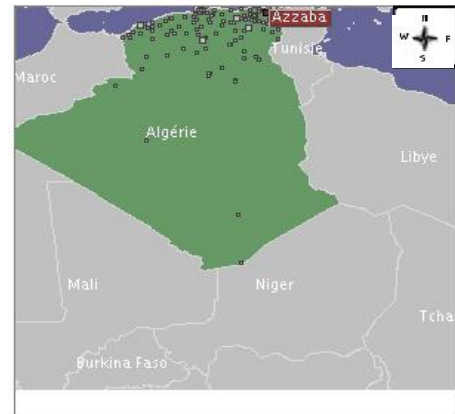 Azzaba
N
W F
S
Tunisie
Maroc
Algérie
Libye
Mali
Niger
Tcha
Burkina Faso